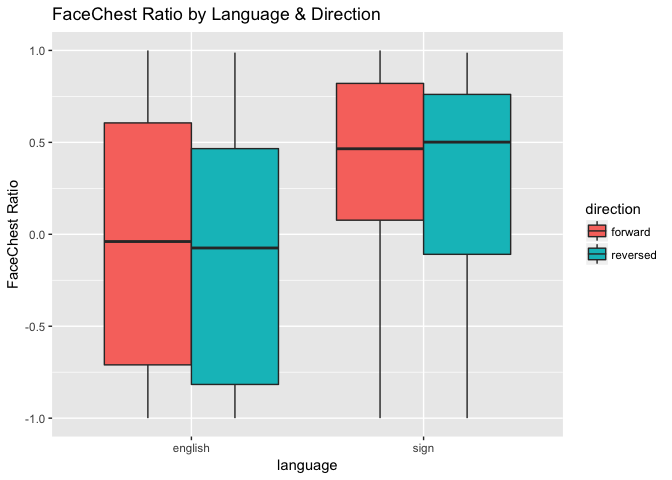 FaceChest Ratio by Language & Direction
FaceChest Ratio
1.0
0.5
0.0
-0.5
-1.0
english
sign
language
direction
forward
reversed